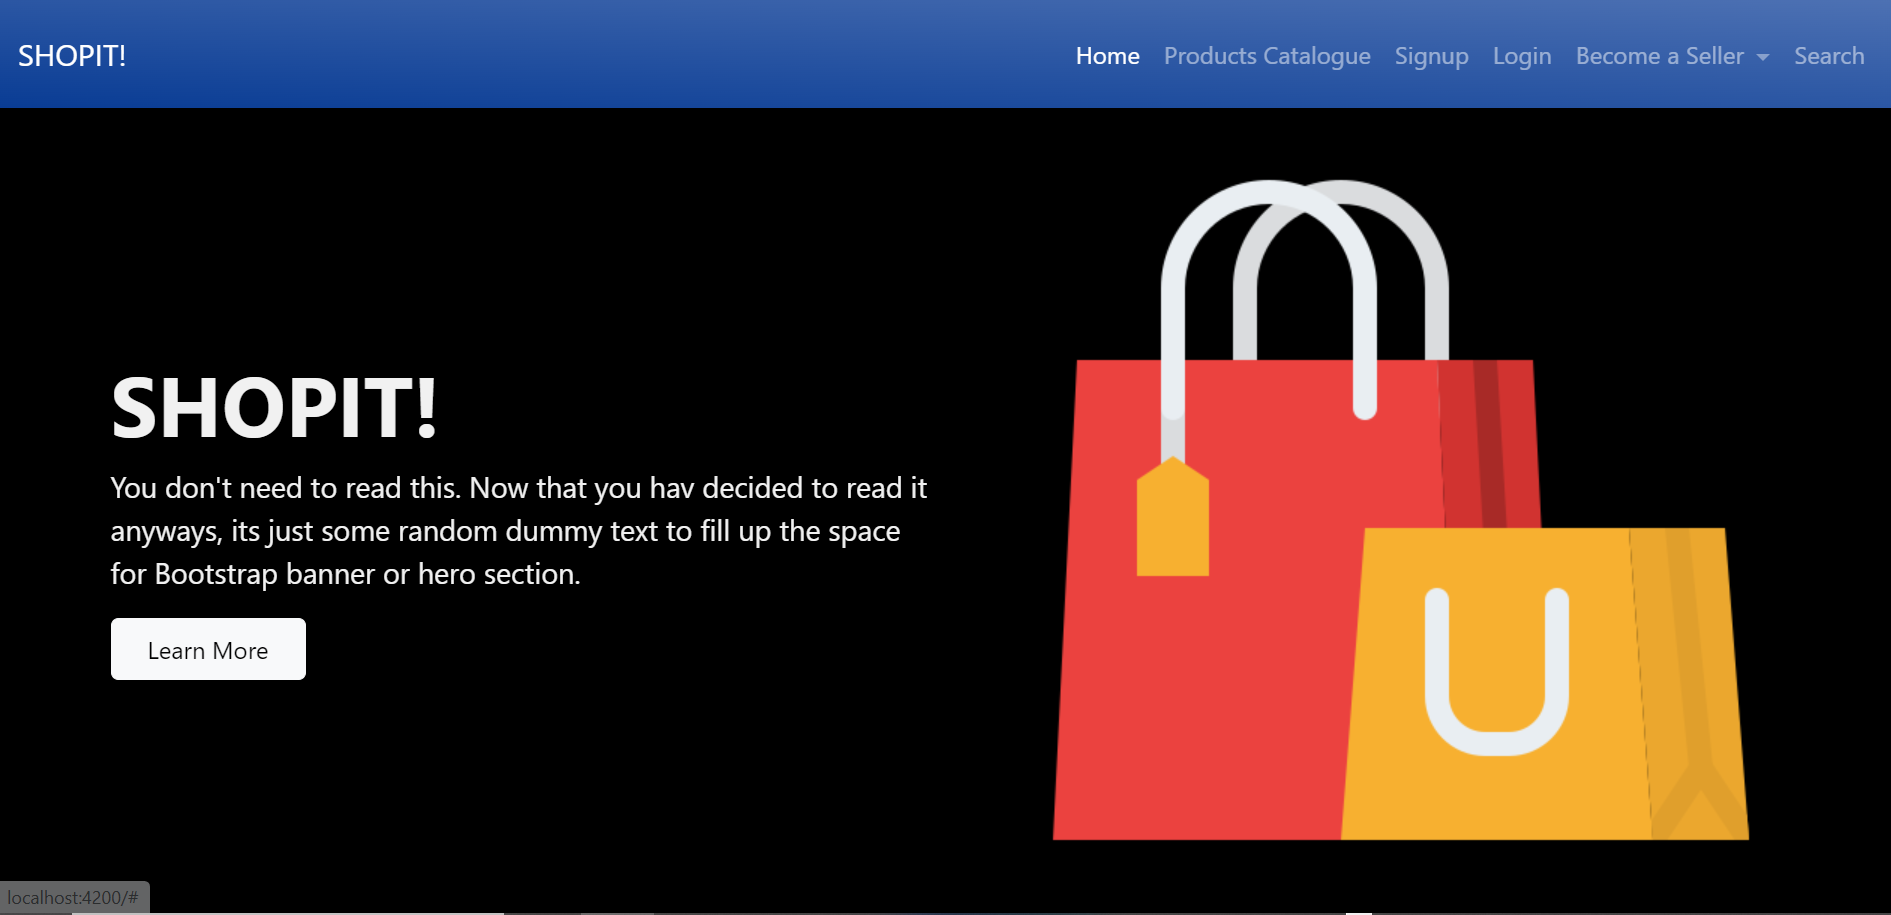 SHOPIT!
Home Products Catalogue Signup Login Become a Seller Search
SHOPIT!
You don't need to read this. Now that you hav decided to read it
anyways, its just some random dummy text to fill up the space
for Bootstrap banner or hero section.
Learn More
localhost:4200/#